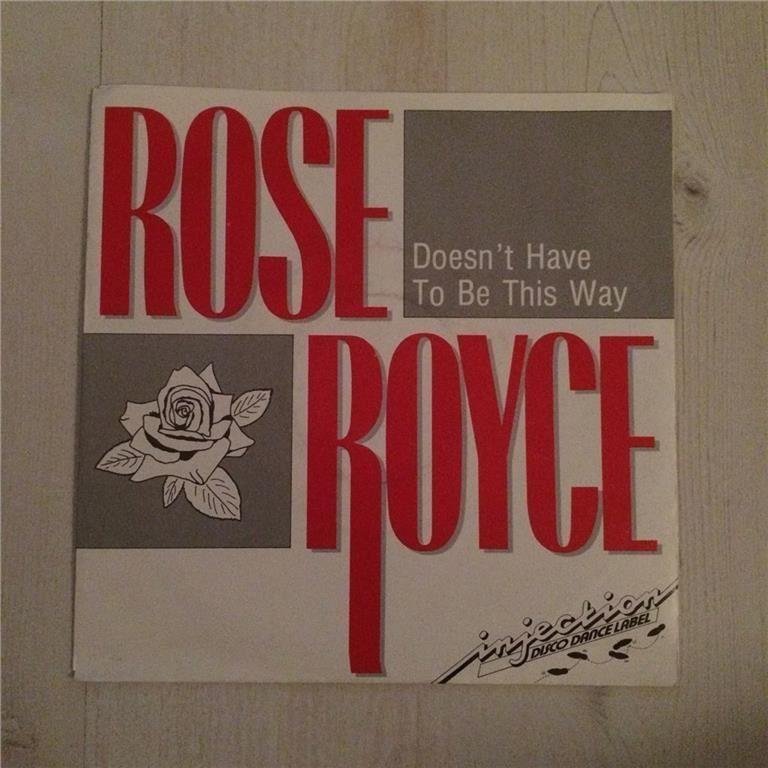 ROSE
Doesn't Have
To Be This Way
ROYCE
injection
DISCO DANCE LABEL